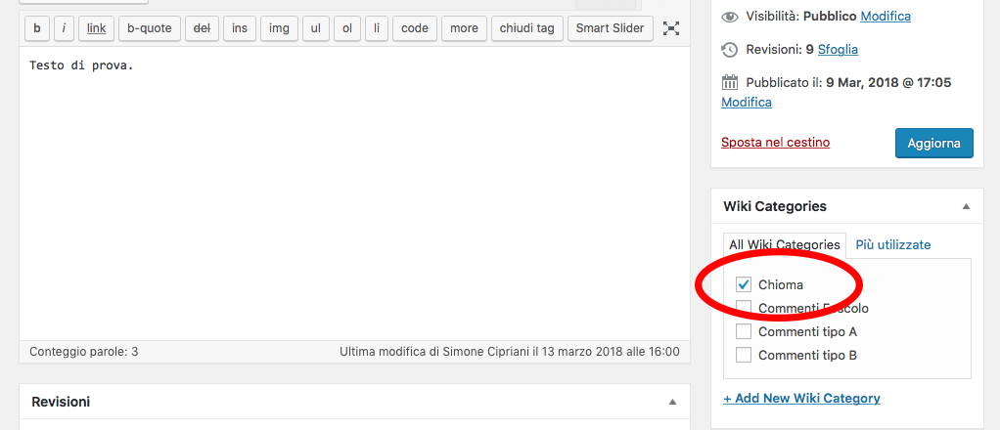 b i link b-quote del ins img ul ol li code more chiudi tag Smart Slider
Testo di prova.
Conteggio parole: 3 Ultima modifica di Simone Cipriani il 13 marzo 2018 alle 16:00
Revisioni
Visibilità: Pubblico Modifica
Revisioni: 9 Sfoglia
Pubblicato il: 9 Mar, 2018 @ 17:05
Modifica
Sposta nel cestino Aggiorna
Wiki Categories
All Wiki Categories Più utilizzate
Chioma
Commenti
Commenti tipo A
Commenti tipo B
+ Add New Wiki Category